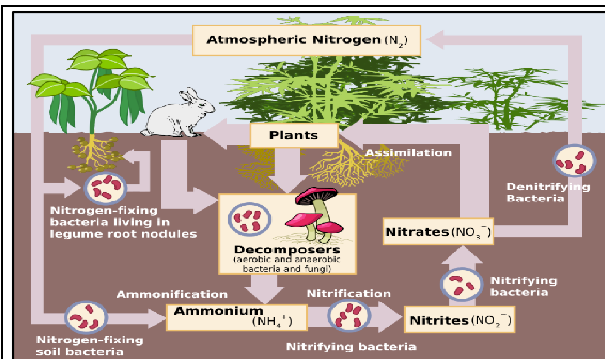 Atmospheric Nitrogen (N₂)
Plants
Assimilation
Denitrifying
Bacteria
Nitrogen-fixing
bacteria living in
legume root nodules
Decomposers
(aerobic and anaerobic
bacteria and fungi)
Nitrates (NO₃⁻)
Nitrifying
bacteria
Ammonification
Nitrification
Ammonium
(NH₄⁺)
Nitrites (NO₂⁻)
Nitrogen-fixing
soil bacteria
Nitrifying bacteria